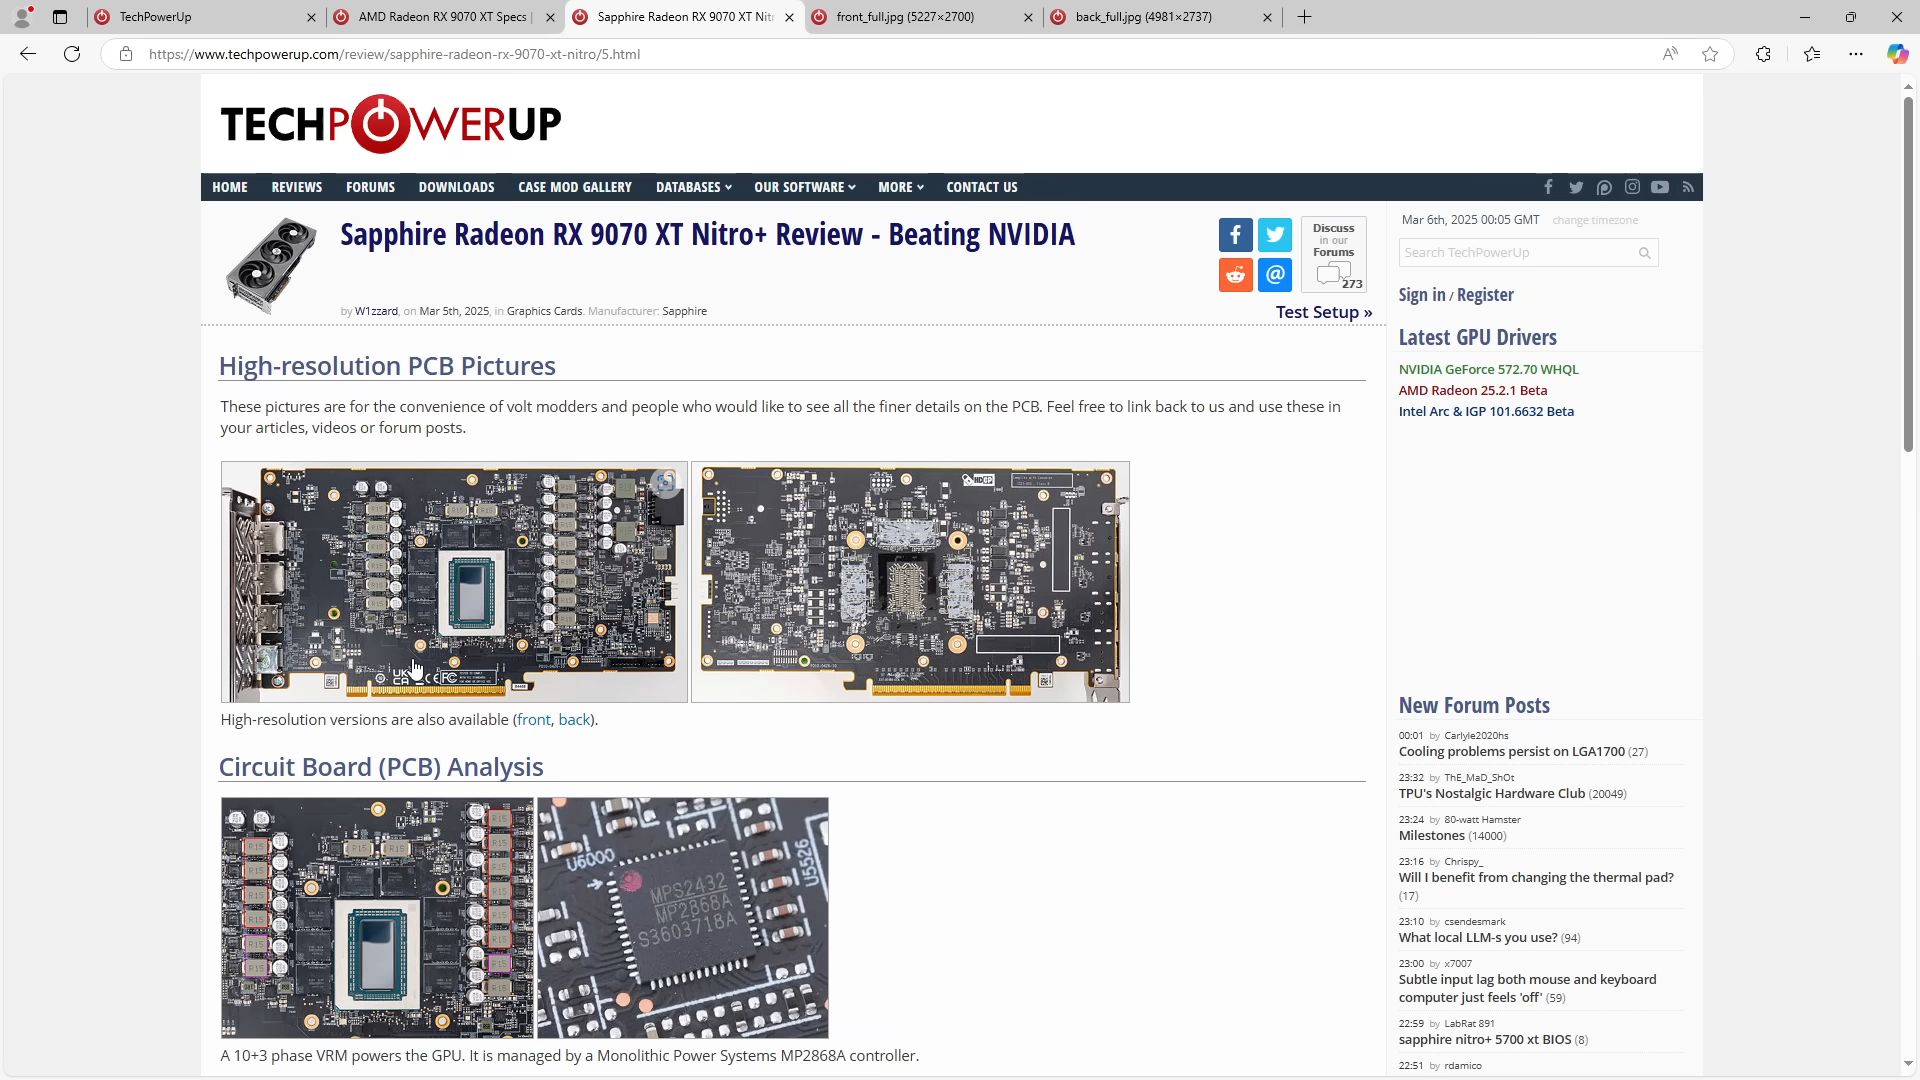 TechPowerUp
AMD Radeon RX 9070 XT Specs |
Sapphire Radeon RX 9070 XT Nitr
front_full.jpg (5227×2700)
back_full.jpg (4981×2737)
https://www.techpowerup.com/review/sapphire-radeon-rx-9070-xt-nitro/5.html
TECHPOWERUP
HOME REVIEWS FORUMS DOWNLOADS CASE MOD GALLERY DATABASES OUR SOFTWARE MORE CONTACT US
Sapphire Radeon RX 9070 XT Nitro+ Review - Beating NVIDIA
by W1zzard, on Mar 5th, 2025, in Graphics Cards. Manufacturer: Sapphire
Discuss
in our
Forums
273
Test Setup »
High-resolution PCB Pictures
These pictures are for the convenience of volt modders and people who would like to see all the finer details on the PCB. Feel free to link back to us and use these in
your articles, videos or forum posts.
High-resolution versions are also available (front, back).
Circuit Board (PCB) Analysis
U6000
MPS2432
MP2868A
S3603718A
U5526
A 10+3 phase VRM powers the GPU. It is managed by a Monolithic Power Systems MP2868A controller.
Mar 6th, 2025 00:05 GMT change timezone
Search TechPowerUp
Sign in / Register
Latest GPU Drivers
NVIDIA GeForce 572.70 WHQL
AMD Radeon 25.2.1 Beta
Intel Arc & IGP 101.6632 Beta
New Forum Posts
00:01 by Carlyle2020hs
Cooling problems persist on LGA1700 (27)
23:32 by ThE_MaD_ShOt
TPU's Nostalgic Hardware Club (20049)
23:24 by 80-watt Hamster
Milestones (14000)
23:16 by Chrispy_
Will I benefit from changing the thermal pad?
(17)
23:10 by csendesmark
What local LLM-s you use? (94)
23:00 by x7007
Subtle input lag both mouse and keyboard
computer just feels 'off' (59)
22:59 by LabRat 891
sapphire nitro+ 5700 xt BIOS (8)
22:51 by rdamico